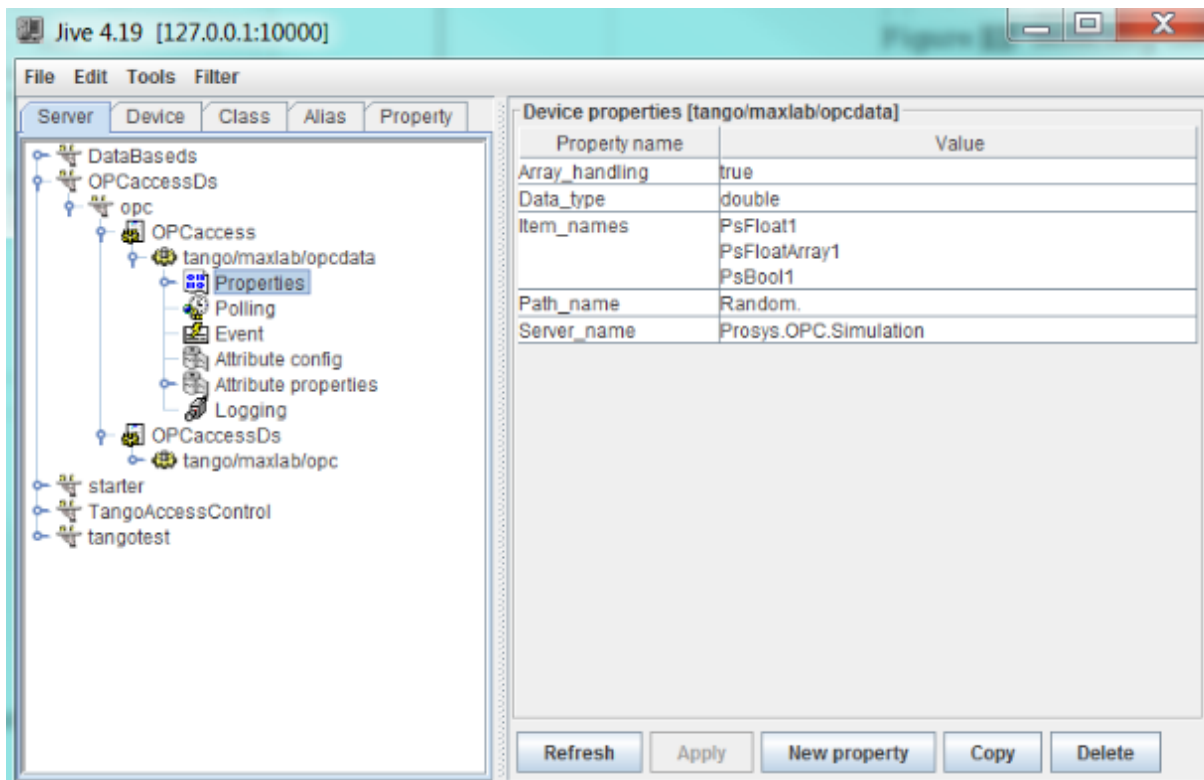 Jive 4.19 [127.0.0.1:10000]
File Edit Tools Filter
Server Device Class Alias Property
DataBaseds
OPCaccessDs
opc
OPCaccess
tango/maxlab/opcdata
Properties
Polling
Event
Attribute config
Attribute properties
Logging
OPCaccessDs
tango/maxlab/opc
starter
TangoAccessControl
tangotest
Device properties [tango/maxlab/opcdata]
Property name Value
Array_handling true
Data_type double
Item_names PsFloat1
PsFloatArray1
PsBool1
Path_name Random.
Server_name Prosys.OPC.Simulation
Refresh Apply New property Copy Delete